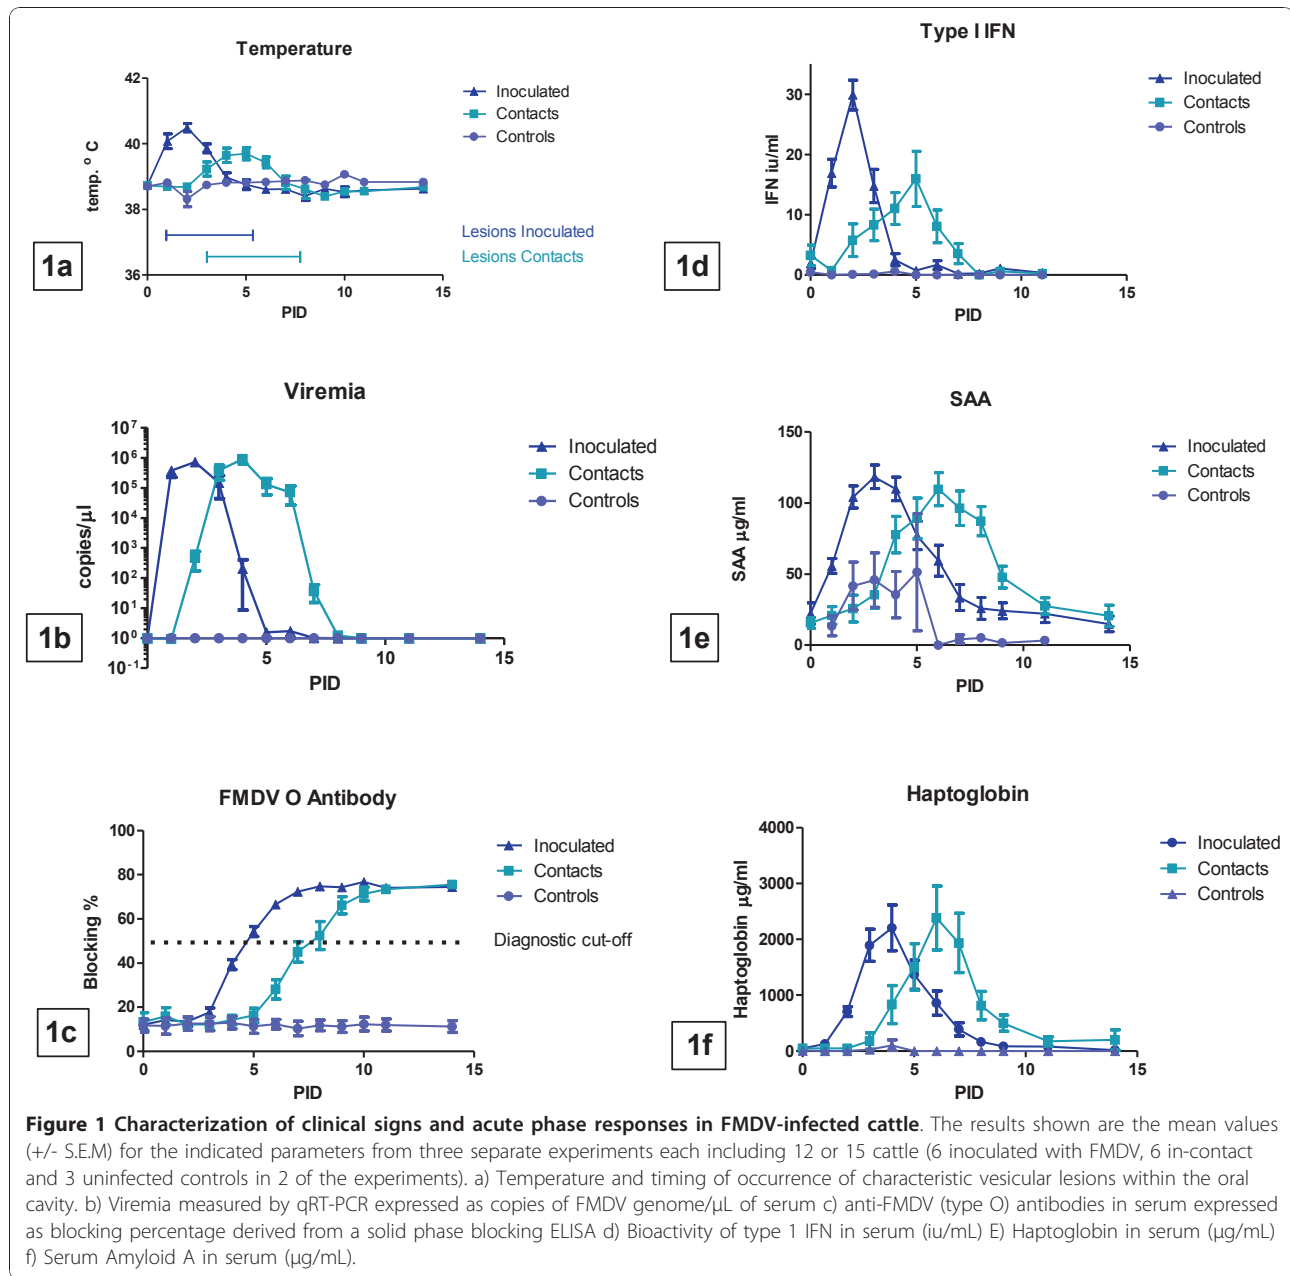 Temperature
42
40
38
36
temp. º C
0
5
10
15
PID
Inoculated
Contacts
Controls
Lesions Inoculated
Lesions Contacts
1a
Type I IFN
30
20
10
0
IFN iu/ml
0
5
10
15
PID
Inoculated
Contacts
Controls
1d
Viremia
10⁷
10⁶
10⁵
10⁴
10³
10²
10¹
10⁰
10⁻¹
copies/µl
5
10
15
PID
Inoculated
Contacts
Controls
1b
SAA
150
100
50
0
SAA µg/ml
0
5
10
15
PID
Inoculated
Contacts
Controls
1e
FMDV O Antibody
100
80
60
40
20
0
Blocking %
0
5
10
15
PID
Inoculated
Contacts
Controls
Diagnostic cut-off
1c
Haptoglobin
4000
3000
2000
1000
0
Haptoglobin µg/ml
0
5
10
15
PID
Inoculated
Contacts
Controls
1f
Figure 1 Characterization of clinical signs and acute phase responses in FMDV-infected cattle. The results shown are the mean values
(+/- S.E.M) for the indicated parameters from three separate experiments each including 12 or 15 cattle (6 inoculated with FMDV, 6 in-contact
and 3 uninfected controls in 2 of the experiments). a) Temperature and timing of occurrence of characteristic vesicular lesions within the oral
cavity. b) Viremia measured by qRT-PCR expressed as copies of FMDV genome/µL of serum c) anti-FMDV (type O) antibodies in serum expressed
as blocking percentage derived from a solid phase blocking ELISA d) Bioactivity of type 1 IFN in serum (iu/mL) E) Haptoglobin in serum (µg/mL)
f) Serum Amyloid A in serum (µg/mL).